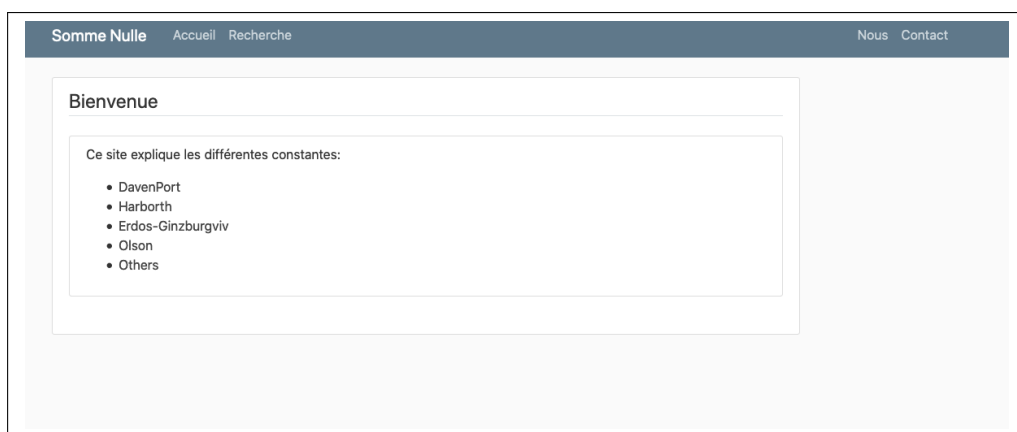 Somme Nulle Accueil Recherche Nous Contact
Bienvenue
Ce site explique les différentes constantes:
• DavenPort
• Harborth
• Erdos-Ginzburgviv
• Olson
• Others